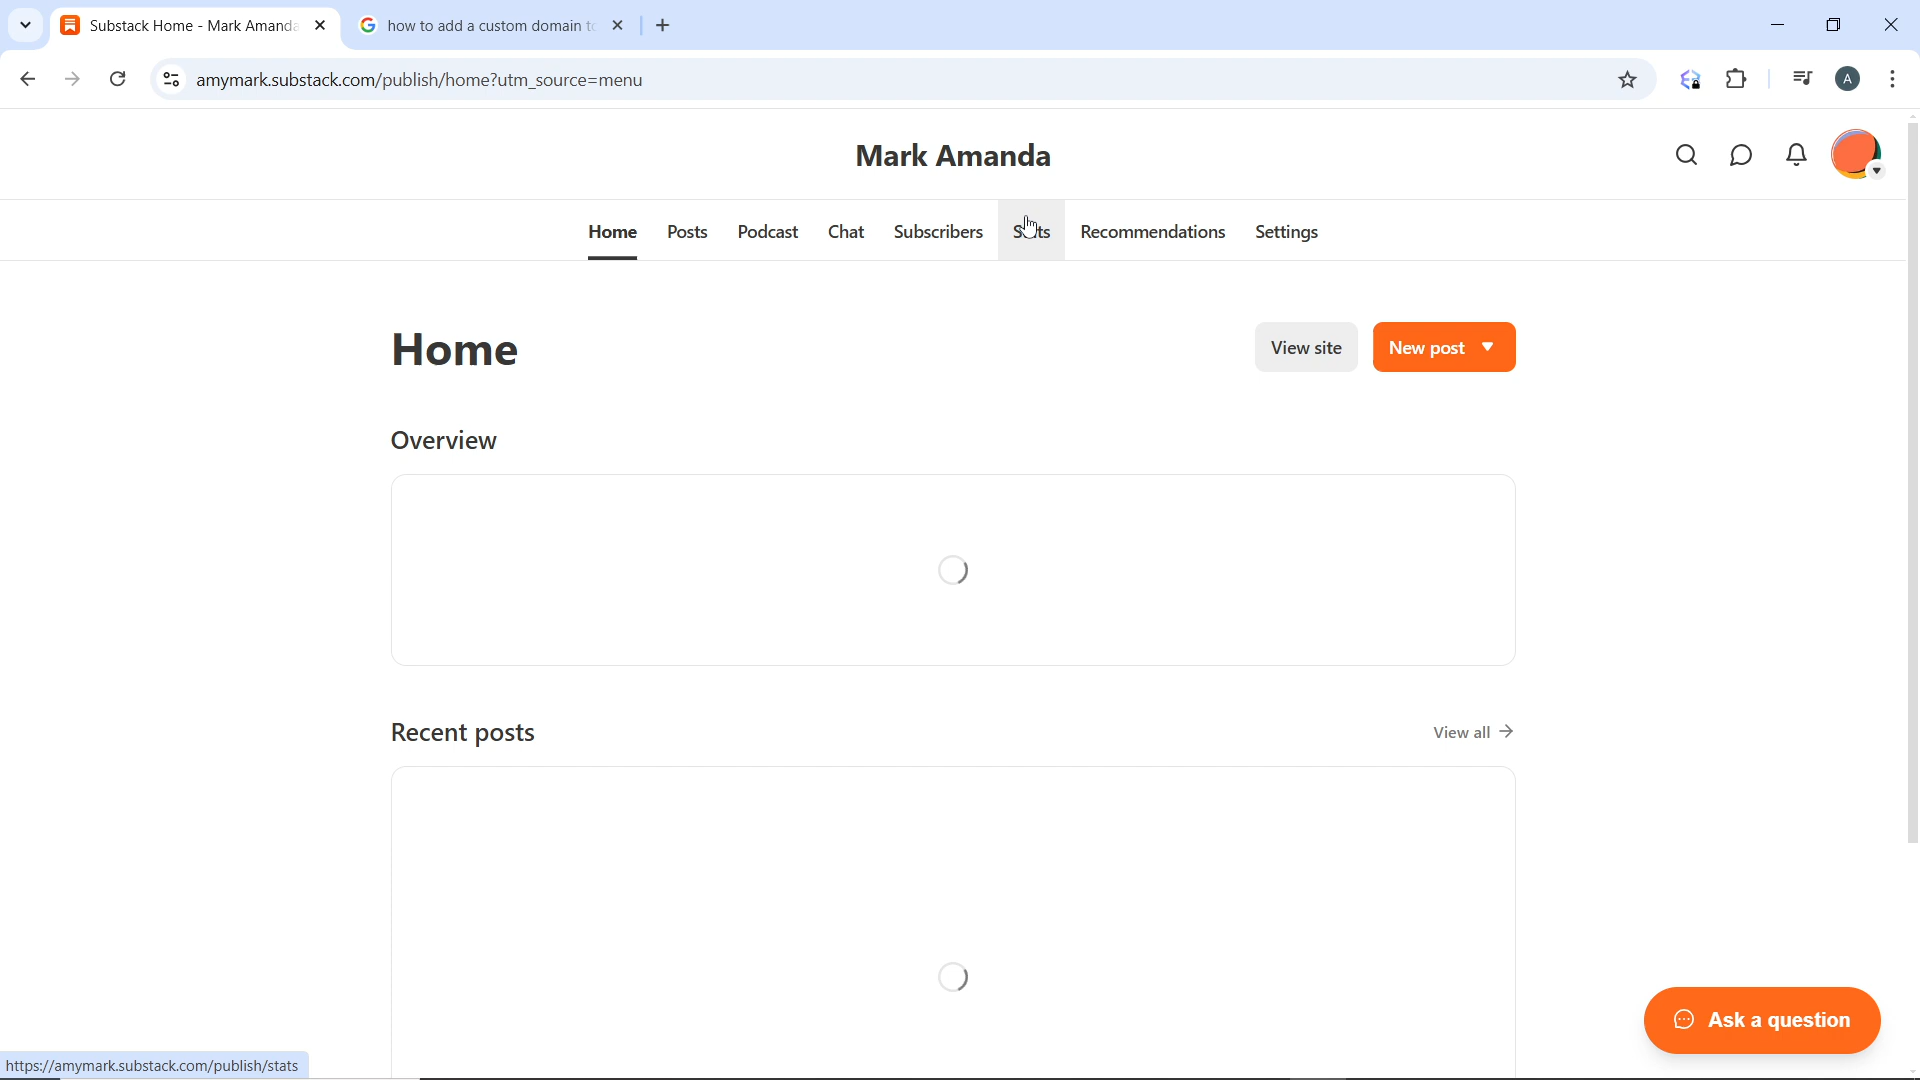 Substack Home - Mark Amanda
how to add a custom domain to
amymark.substack.com/publish/home?utm_source=menu
A
Mark Amanda
Home
Posts
Podcast
Chat
Subscribers
Stats
Recommendations
Settings
Home
View site
New post
Overview
Recent posts
View all
Ask a question
https://amymark.substack.com/publish/stats